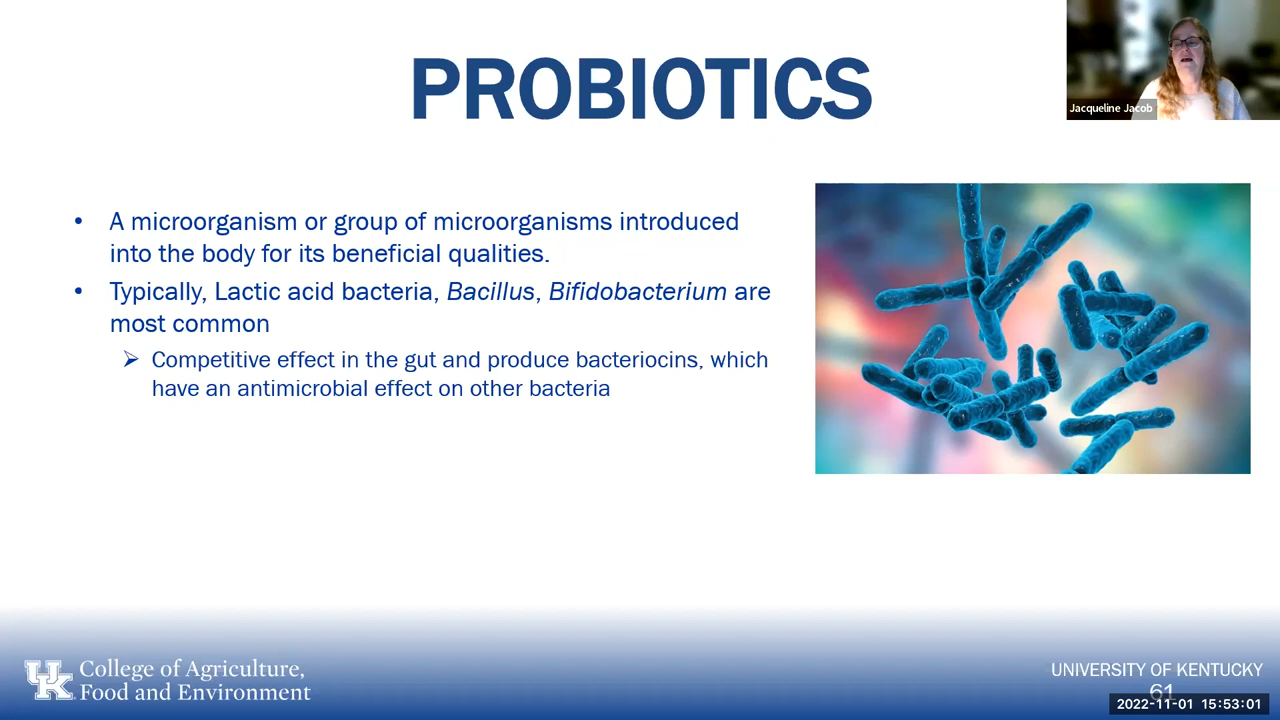 PROBIOTICS
Jacqueline Jacob
• A microorganism or group of microorganisms introduced
into the body for its beneficial qualities.
• Typically, Lactic acid bacteria, Bacillus, Bifidobacterium are
most common
➢ Competitive effect in the gut and produce bacteriocins, which
have an antimicrobial effect on other bacteria
UK
College of Agriculture,
Food and Environment
UNIVERSITY OF KENTUCKY
61
2022-11-01 15:53:01